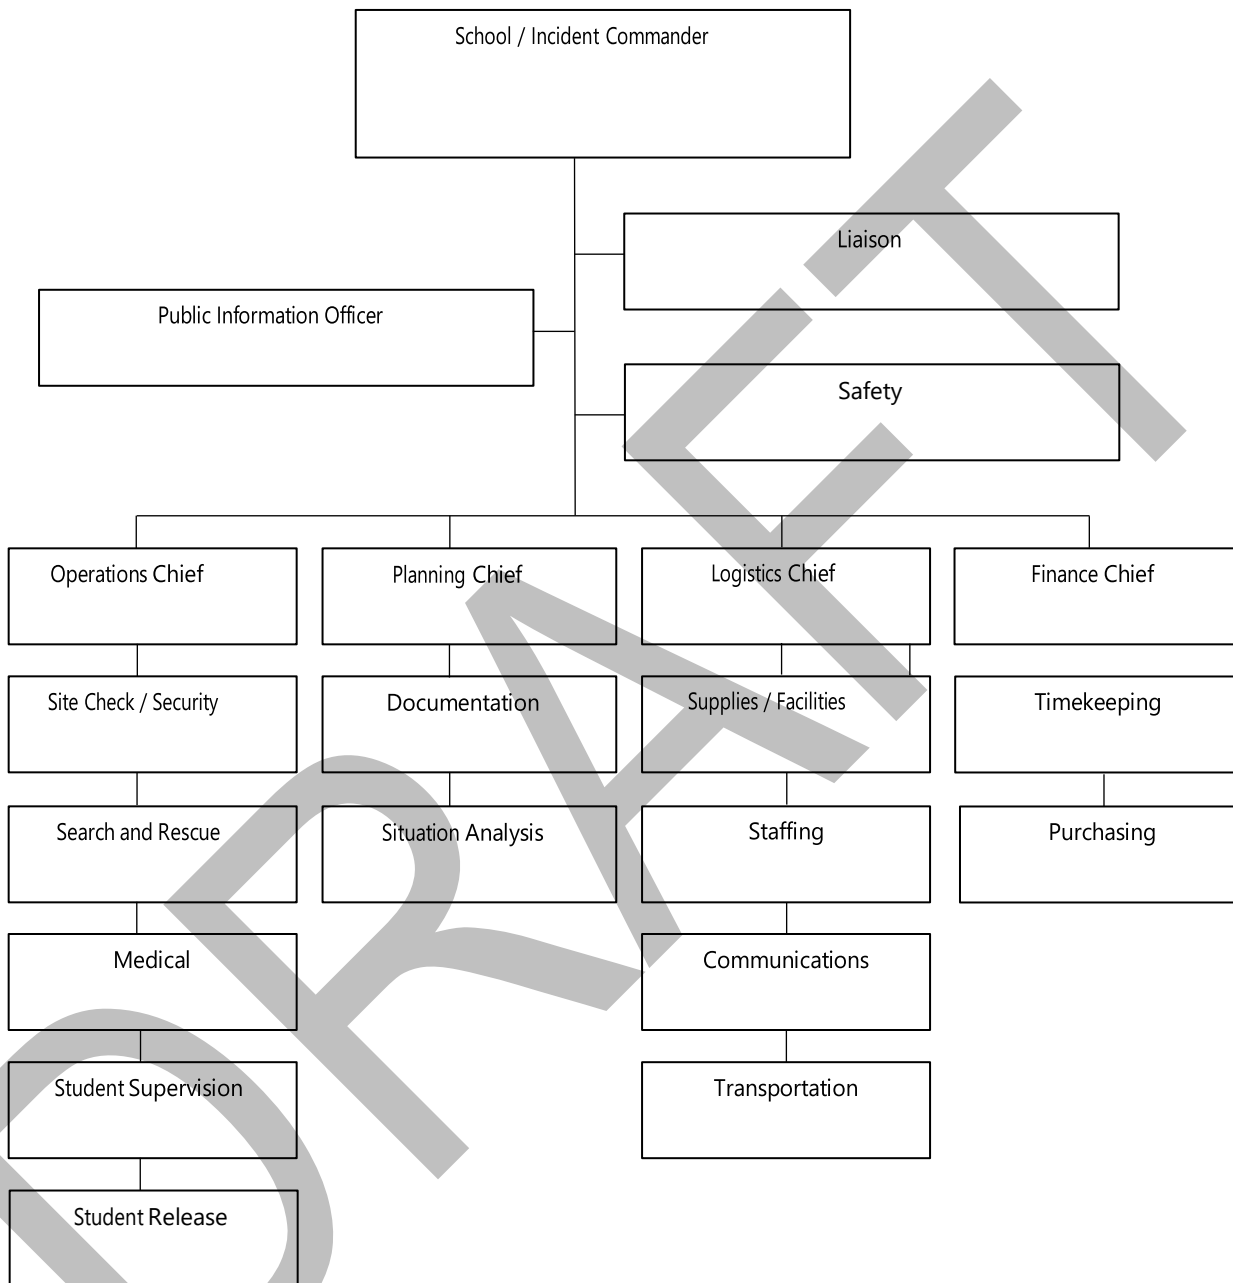 School / Incident Commander
Liaison
Public Information Officer
Safety
Operations Chief
Planning Chief
Logistics Chief
Finance Chief
Site Check / Security
Documentation
Supplies / Facilities
Timekeeping
Search and Rescue
Situation Analysis
Staffing
Purchasing
Medical
Communications
Student Supervision
Transportation
Student Release
DRAFT